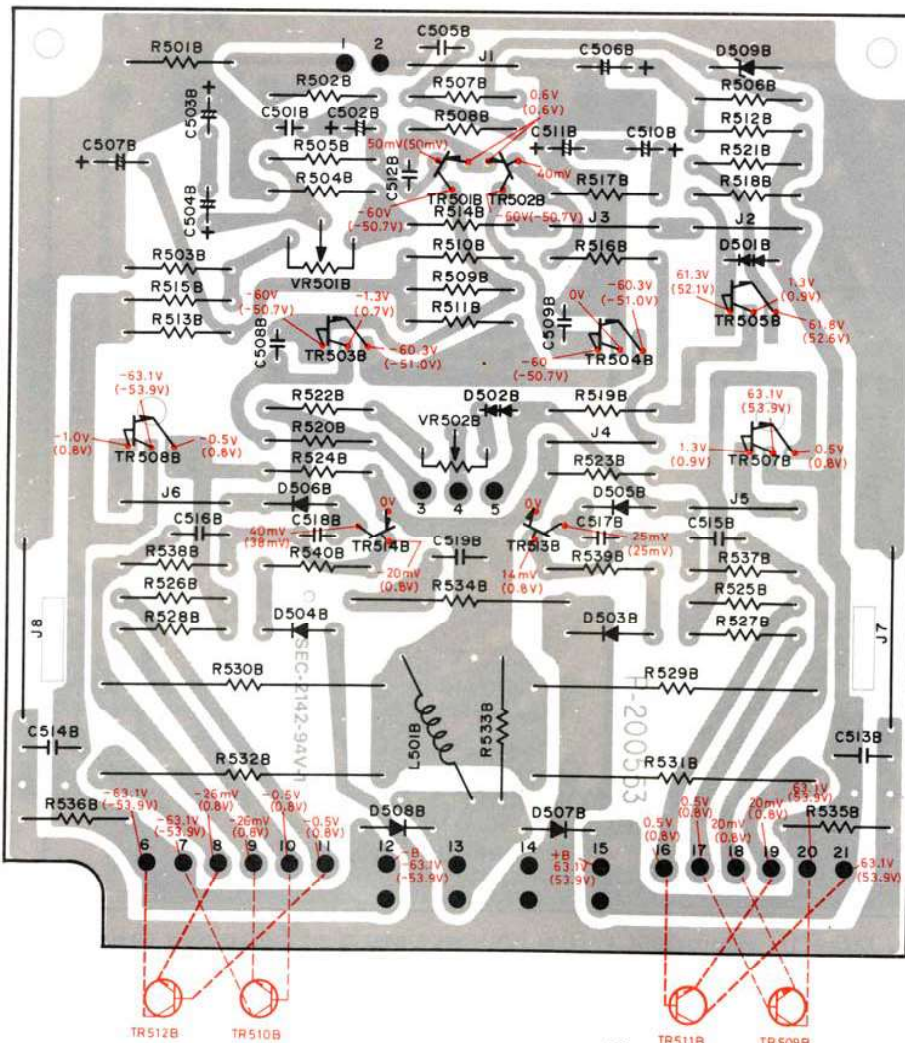 C505B
1 2
J1
R501B
C506B
D509B
R502B
R507B
0.6V
(0.6V)
R506B
C503B
C501B
C502B
R508B
R512B
50mV(50mV)
C511B
C510B
C507B
R505B
R521B
C512B
40mV
R504B
R517B
R518B
-60V
(-50.7V)
TR501B
TR502B
-60V(-50.7V)
C504B
R514B
J3
J2
R510B
R516B
D501B
R503B
VR501B
R509B
-60.3V
(-51.0V)
61.3V
(52.1V)
1.3V
(0.9V)
R515B
-60V
(-50.7V)
-1.3V
(0.7V)
R511B
C509B
0V
TR505B
61.8V
(52.6V)
R513B
C508B
TR503B
-60.3V
(-51.0V)
-60
(-50.7V)
TR504B
-63.1V
(-53.9V)
R522B
D502B
R519B
63.1V
(53.9V)
R520B
VR502B
J4
-1.0V
(0.8V)
TR508B
-0.5V
(0.8V)
R524B
R523B
1.3V
(0.9V)
TR507B
0.5V
(0.8V)
J6
D506B
3 4 5
D505B
J5
0V
0V
C516B
40mV
(38mV)
C518B
TR514B
C519B
TR513B
C517B
25mV
(25mV)
C515B
R538B
R540B
-20mV
(0.8V)
14mV
(0.8V)
R539B
R537B
R526B
R534B
R525B
R528B
D504B
D503B
R527B
J8
J7
SEC-2142-94V-1
R530B
R529B
L501B
R533B
F-200553
C514B
C513B
R532B
R531B
R536B
-63.1V
(-53.9V)
-63.1V
(-53.9V)
-26mV
(0.8V)
-26mV
(0.8V)
-0.5V
(0.8V)
-0.5V
(0.8V)
D508B
D507B
0.5V
(0.8V)
0.5V
(0.8V)
20mV
(0.8V)
20mV
(0.8V)
63.1V
(53.9V)
R535B
6 7 8 9 10 11 12 13 14 15 16 17 18 19 20 21
-B
-63.1V
(-53.9V)
+B
63.1V
(53.9V)
63.1V
(53.9V)
TR512B
TR510B
TR511B
TR509B